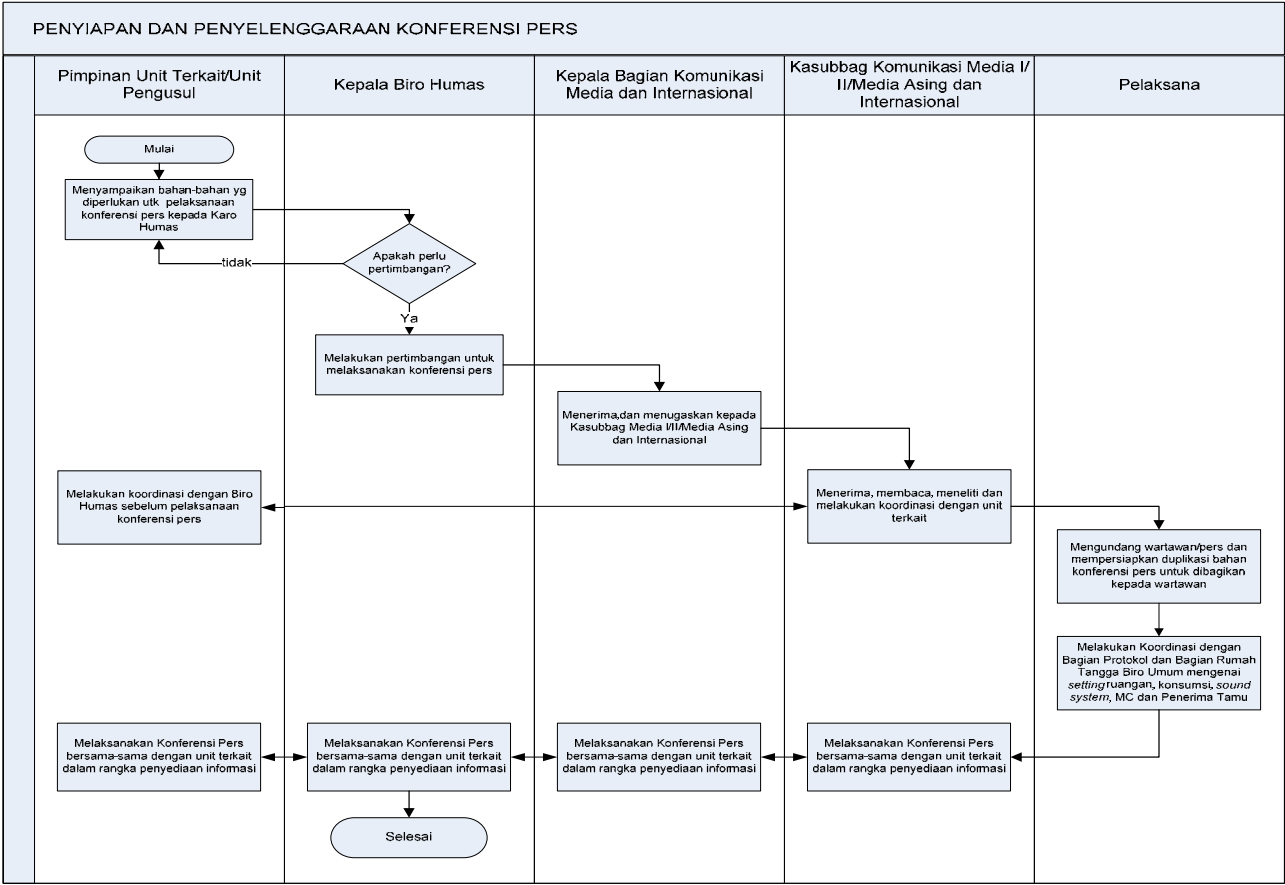 PENYIAPAN DAN PENYELENGGARAAN KONFERENSI PERS
Pimpinan Unit Terkait/Unit
Pengusul
Kepala Biro Humas
Kepala Bagian Komunikasi
Media dan Internasional
Kasubbag Komunikasi Media I/
II/Media Asing dan
Internasional
Pelaksana
Mulai
Menyampaikan bahan-bahan yg
diperlukan utk pelaksanaan
konferensi pers kepada Karo
Humas
Apakah perlu
pertimbangan?
tidak
Ya
Melakukan pertimbangan untuk
melaksanakan konferensi pers
Menerima,dan menugaskan kepada
Kasubbag Media I/II/Media Asing
dan Internasional
Melakukan koordinasi dengan Biro
Humas sebelum pelaksanaan
konferensi pers
Menerima, membaca, meneliti dan
melakukan koordinasi dengan unit
terkait
Mengundang wartawan/pers dan
mempersiapkan duplikasi bahan
konferensi pers untuk dibagikan
kepada wartawan
Melakukan Koordinasi dengan
Bagian Protokol dan Bagian Rumah
Tangga Biro Umum mengenai
setting ruangan, konsumsi, sound
system, MC dan Penerima Tamu
Melaksanakan Konferensi Pers
bersama-sama dengan unit terkait
dalam rangka penyediaan informasi
Melaksanakan Konferensi Pers
bersama-sama dengan unit terkait
dalam rangka penyediaan informasi
Melaksanakan Konferensi Pers
bersama-sama dengan unit terkait
dalam rangka penyediaan informasi
Melaksanakan Konferensi Pers
bersama-sama dengan unit terkait
dalam rangka penyediaan informasi
Selesai